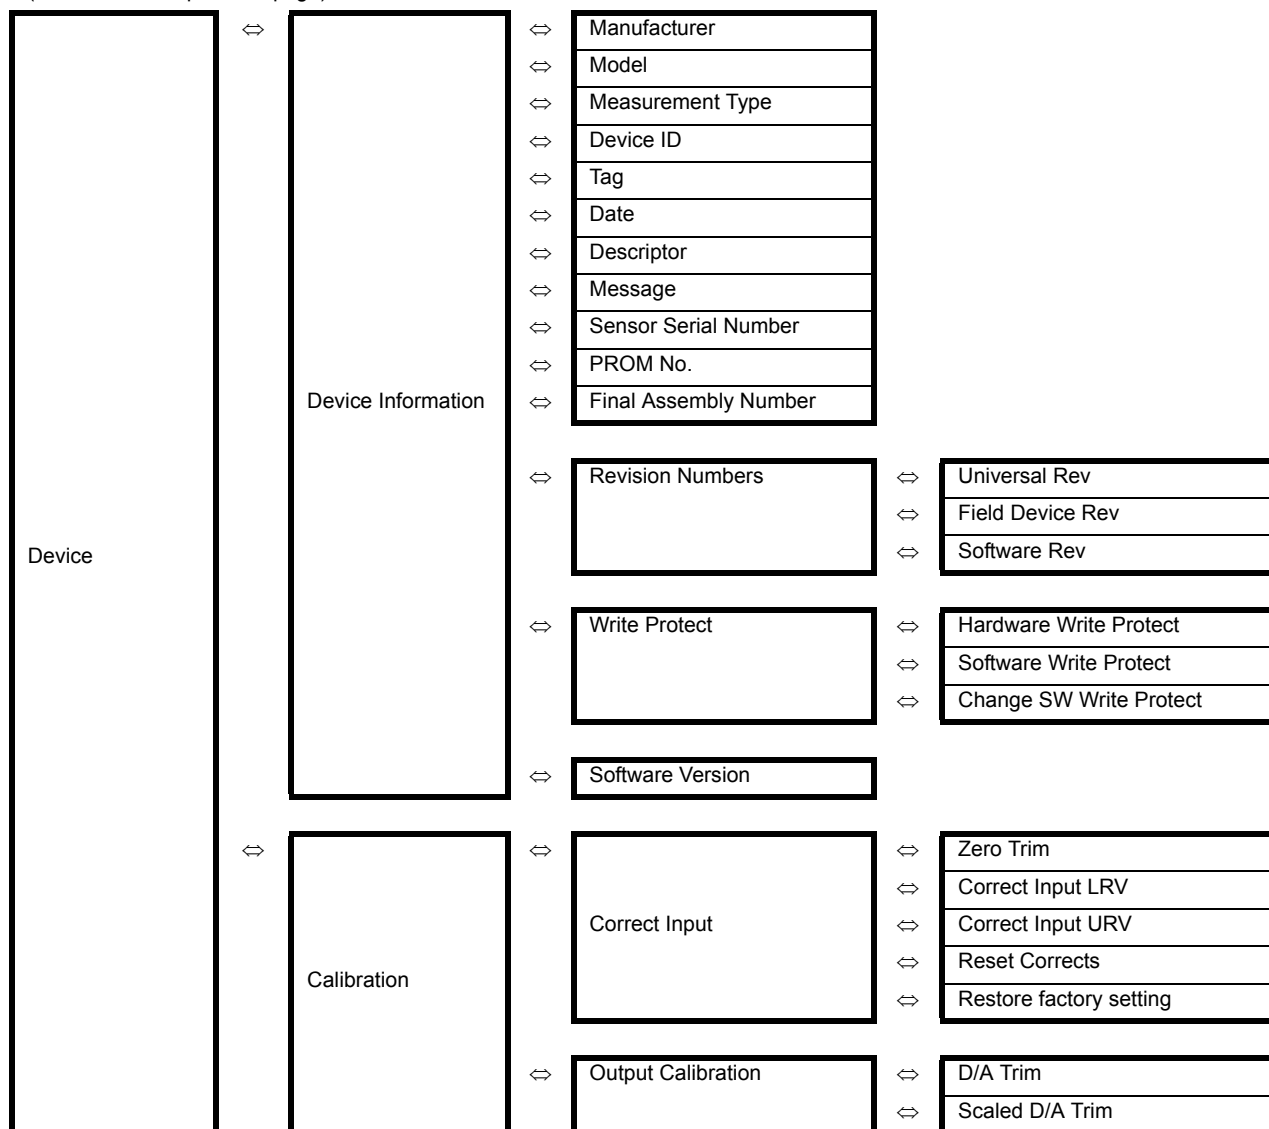 ⇔ Manufacturer
⇔ Model
⇔ Measurement Type
⇔ Device ID
⇔ Tag
⇔ Date
⇔ Descriptor
⇔ Message
⇔ Sensor Serial Number
⇔ PROM No.
Device Information ⇔ Final Assembly Number
⇔ Revision Numbers ⇔ Universal Rev
⇔ Field Device Rev
Device ⇔ Software Rev
⇔ Write Protect ⇔ Hardware Write Protect
⇔ Software Write Protect
⇔ Change SW Write Protect
⇔ Software Version
⇔ ⇔ Zero Trim
⇔ Correct Input LRV
Correct Input ⇔ Correct Input URV
⇔ Reset Corrects
Calibration ⇔ Restore factory setting
⇔ Output Calibration ⇔ D/A Trim
⇔ Scaled D/A Trim